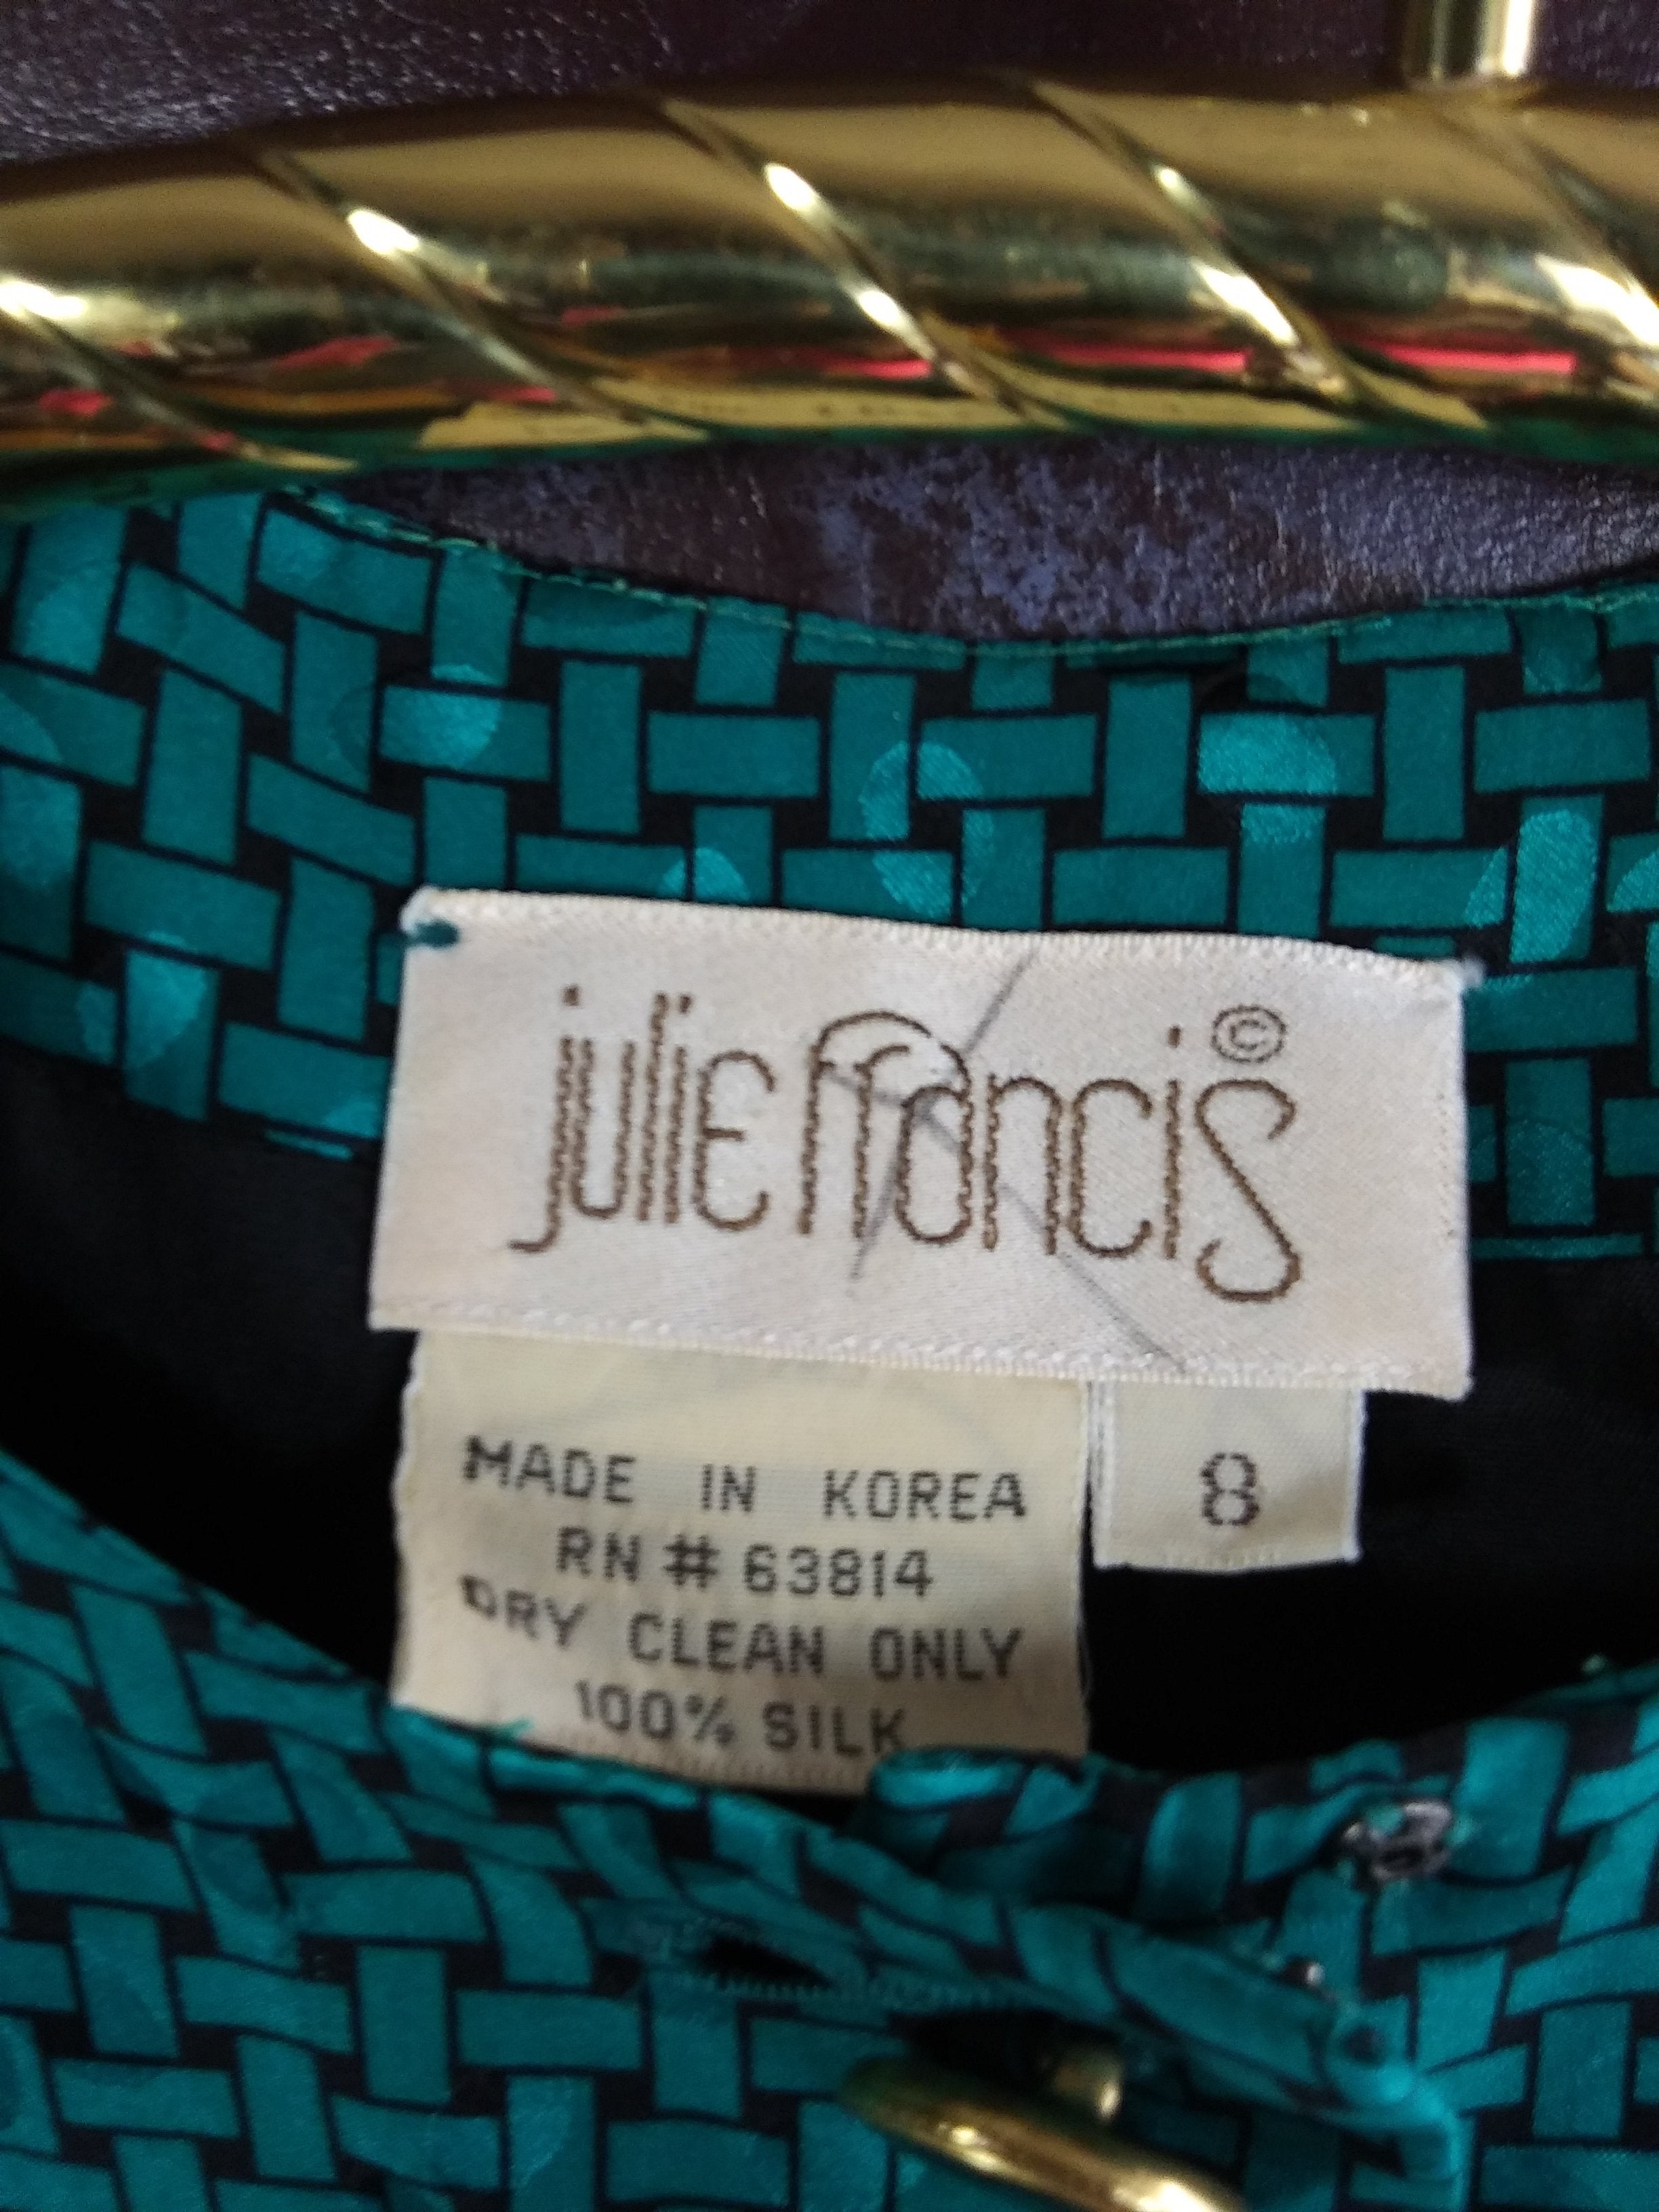 julie francis ©
MADE IN KOREA
RN # 63814
DRY CLEAN ONLY
100% SILK
8